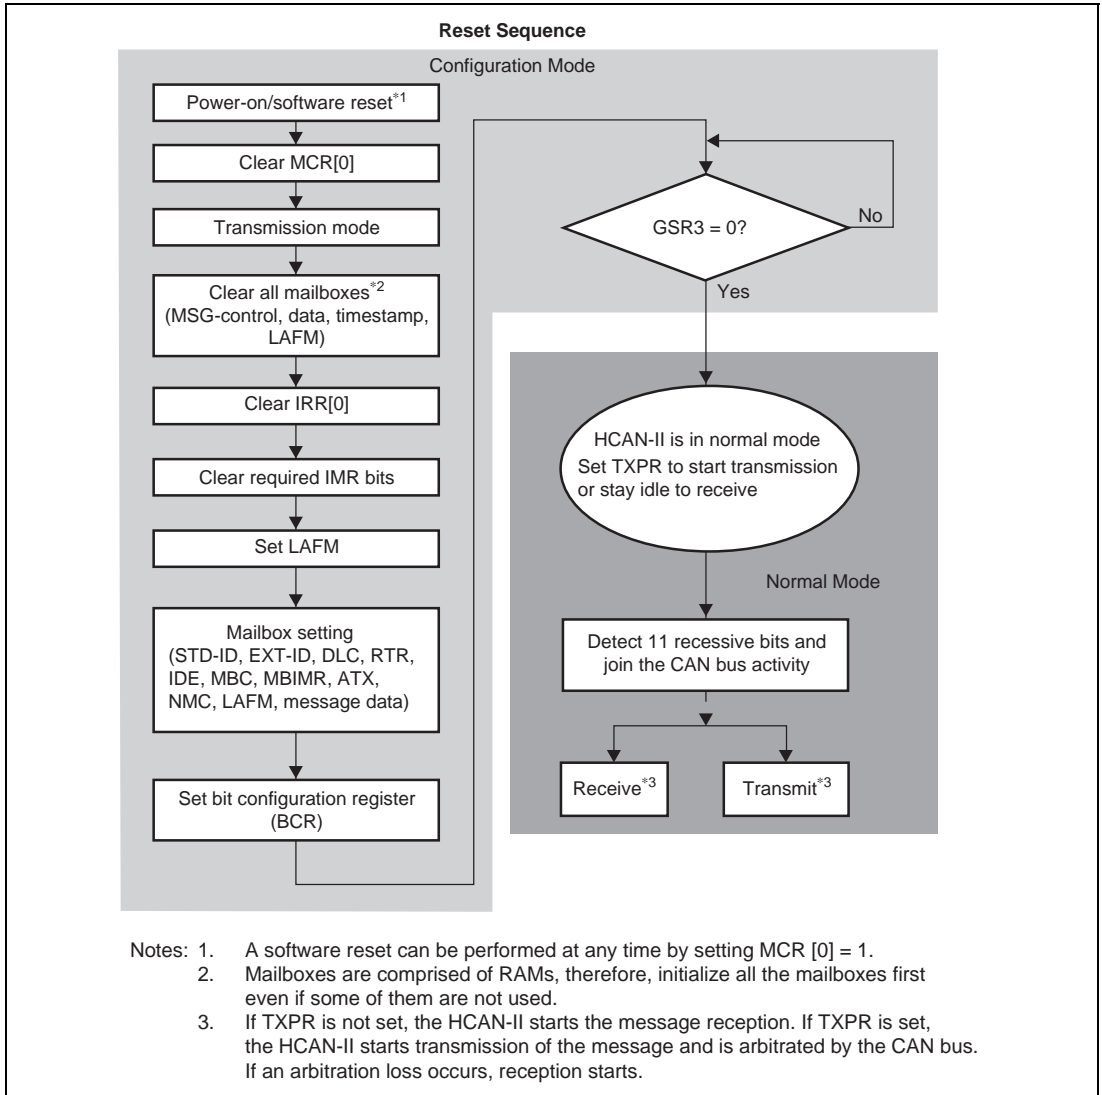 Reset Sequence
Configuration Mode
Power-on/software reset*1
Clear MCR[0]
Transmission mode
Clear all mailboxes*2
(MSG-control, data, timestamp,
LAFM)
Clear IRR[0]
Clear required IMR bits
Set LAFM
Mailbox setting
(STD-ID, EXT-ID, DLC, RTR,
IDE, MBC, MBIMR, ATX,
NMC, LAFM, message data)
Set bit configuration register
(BCR)
GSR3 = 0?
No
Yes
HCAN-II is in normal mode
Set TXPR to start transmission
or stay idle to receive
Normal Mode
Detect 11 recessive bits and
join the CAN bus activity
Receive*3
Transmit*3
Notes: 1. A software reset can be performed at any time by setting MCR [0] = 1.
2. Mailboxes are comprised of RAMs, therefore, initialize all the mailboxes first
even if some of them are not used.
3. If TXPR is not set, the HCAN-II starts the message reception. If TXPR is set,
the HCAN-II starts transmission of the message and is arbitrated by the CAN bus.
If an arbitration loss occurs, reception starts.